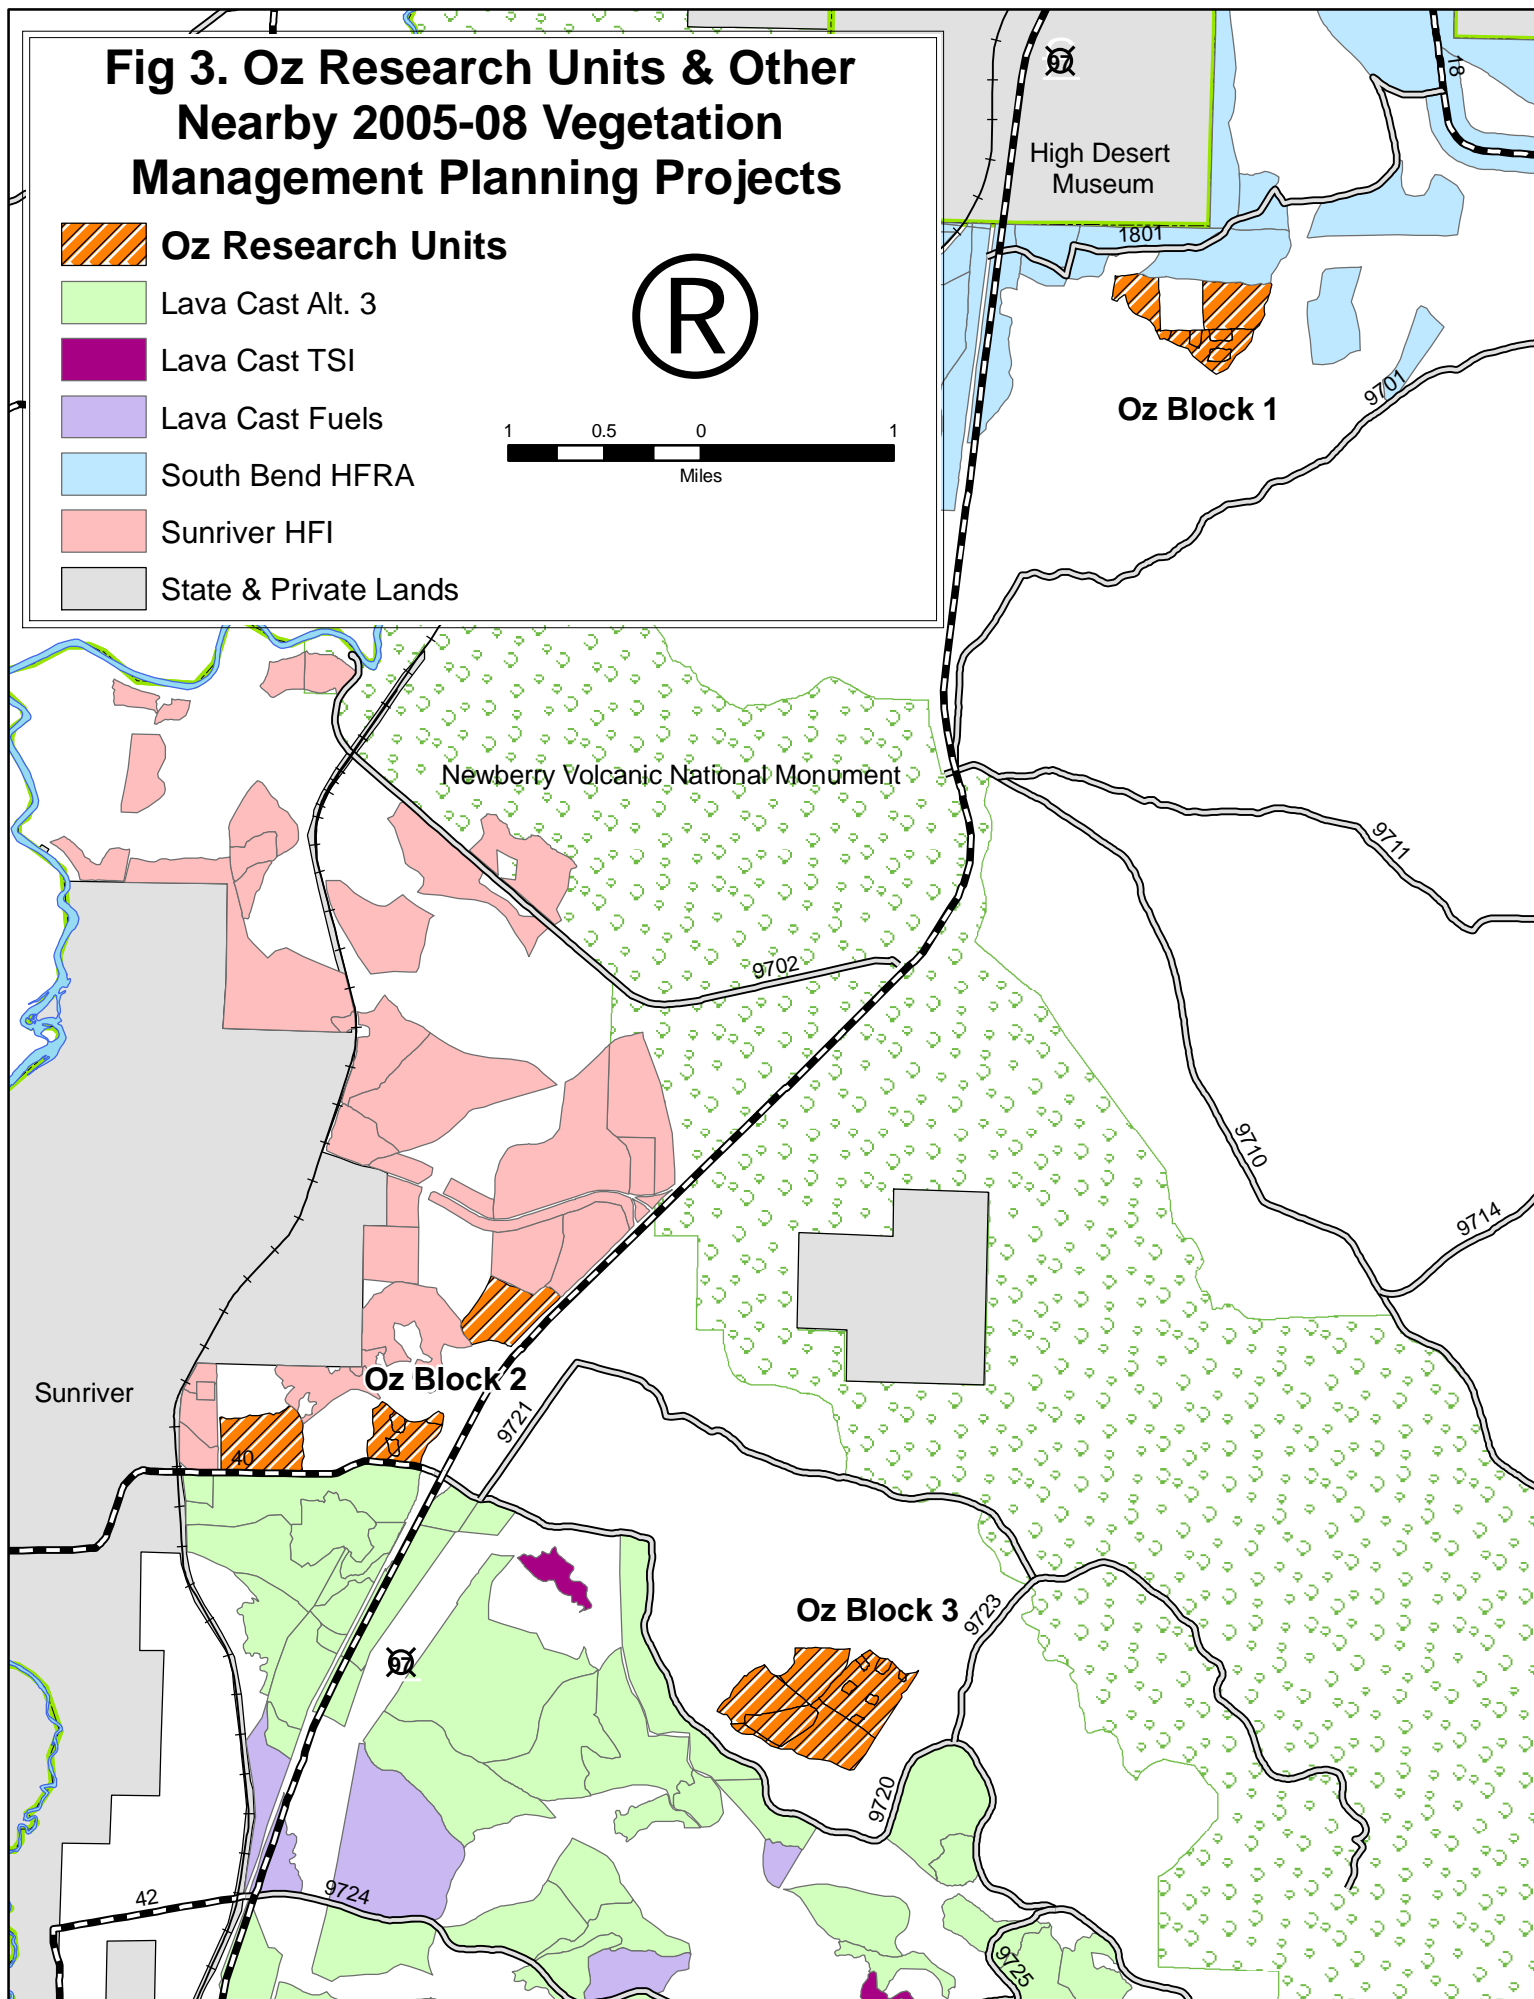 Fig 3. Oz Research Units & Other
Nearby 2005-08 Vegetation
Management Planning Projects
Oz Research Units
Lava Cast Alt. 3
Lava Cast TSI
Lava Cast Fuels
South Bend HFRA
Sunriver HFI
State & Private Lands
®
1 0.5 0 1
Miles
97
18
High Desert
Museum
1801
Oz Block 1
9701
Newberry Volcanic National Monument
9711
9702
9710
9714
Oz Block 2
Sunriver
9721
40
Oz Block 3
9723
97
9720
42
9724
9725